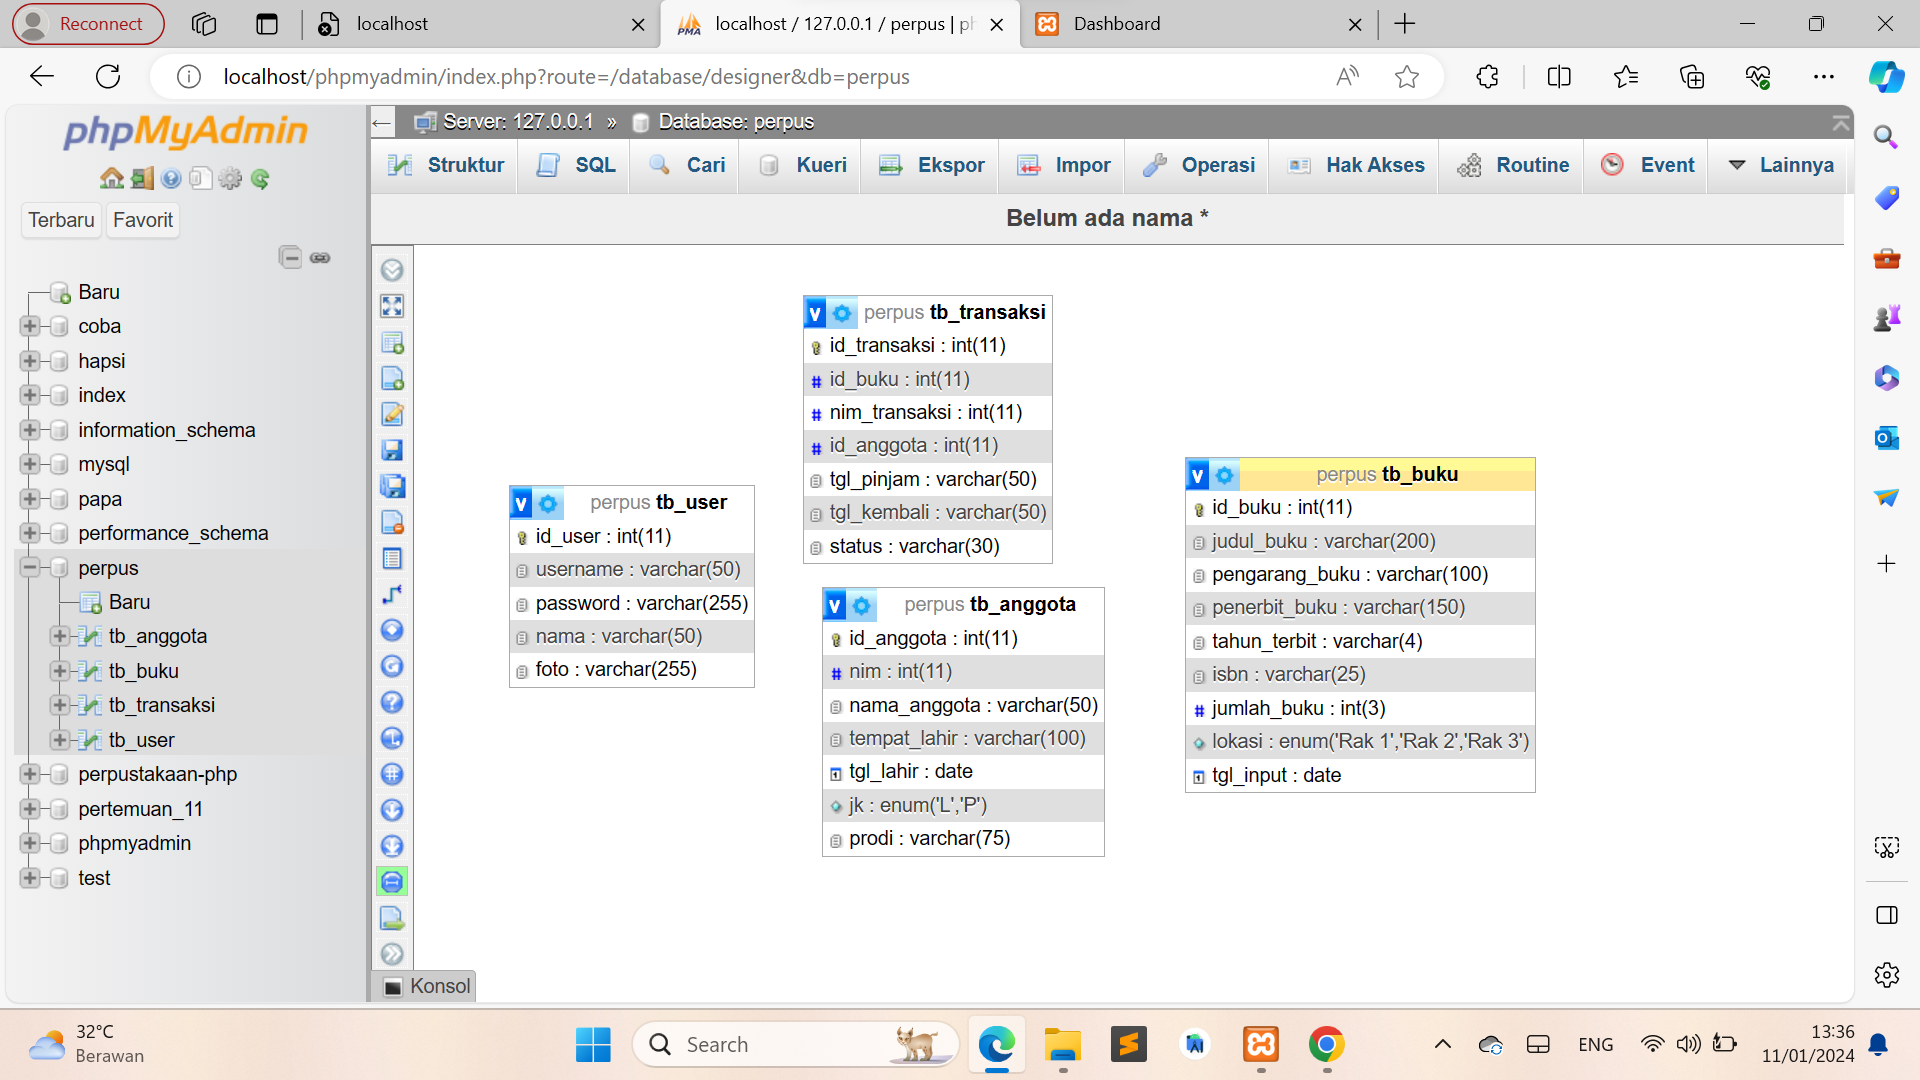 Reconnect
localhost
localhost / 127.0.0.1 / perpus | ph
Dashboard
localhost/phpmyadmin/index.php?route=/database/designer&db=perpus
phpMyAdmin
Terbaru
Favorit
Baru
coba
hapsi
index
information_schema
mysql
papa
performance_schema
perpus
Baru
tb_anggota
tb_buku
tb_transaksi
tb_user
perpustakaan-php
pertemuan_11
phpmyadmin
test
Server: 127.0.0.1 » Database: perpus
Struktur
SQL
Cari
Kueri
Ekspor
Impor
Operasi
Hak Akses
Routine
Event
Lainnya
Belum ada nama *
v perpus tb_transaksi
id_transaksi : int(11)
# id_buku : int(11)
# nim_transaksi : int(11)
# id_anggota : int(11)
tgl_pinjam : varchar(50)
tgl_kembali : varchar(50)
status : varchar(30)
v perpus tb_user
id_user : int(11)
username : varchar(50)
password : varchar(255)
nama : varchar(50)
foto : varchar(255)
v perpus tb_anggota
id_anggota : int(11)
# nim : int(11)
nama_anggota : varchar(50)
tempat_lahir : varchar(100)
tgl_lahir : date
jk : enum('L','P')
prodi : varchar(75)
v perpus tb_buku
id_buku : int(11)
judul_buku : varchar(200)
pengarang_buku : varchar(100)
penerbit_buku : varchar(150)
tahun_terbit : varchar(4)
isbn : varchar(25)
# jumlah_buku : int(3)
lokasi : enum('Rak 1','Rak 2','Rak 3')
tgl_input : date
Konsol
32°C
Berawan
Search
ENG
13:36
11/01/2024